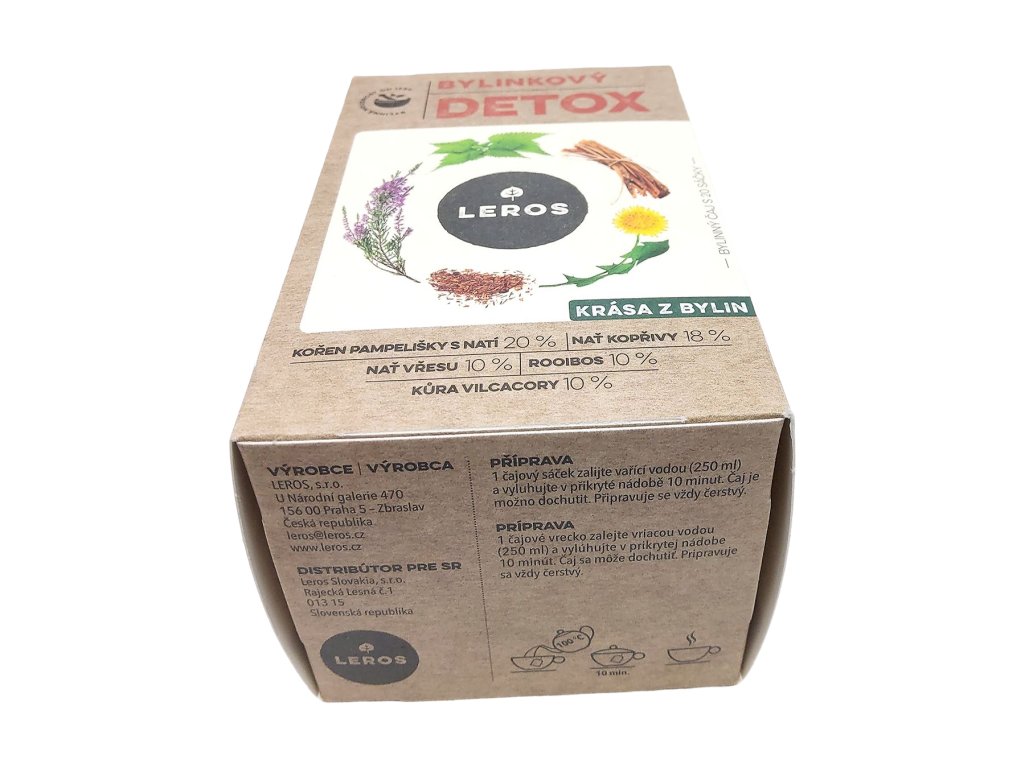 BYLINKOVÝ
DETOX
LEROS
— BYLINNÝ ČAJ S 20 SÁČKY —
KRÁSA Z BYLIN
KOŘEN PAMPELIŠKY S NATÍ 20 % | NAŤ KOPŘIVY 18 %
NAŤ VŘESU 10 % | ROOIBOS 10 %
KŮRA VILCACORY 10 %
VÝROBCE | VÝROBCA
LEROS, s.r.o.
U Národní galerie 470
156 00 Praha 5 – Zbraslav
Česká republika
leros@leros.cz
www.leros.cz
DISTRIBÚTOR PRE SR
Leros Slovakia, s.r.o.
Rajecká Lesná č.1
013 15
Slovenská republika
LEROS
PŘÍPRAVA
1 čajový sáček zalijte vařící vodou (250 ml)
a vyluhujte v přikryté nádobě 10 minut. Čaj je
možno dochutit. Připravuje se vždy čerstvý.
PRÍPRAVA
1 čajové vrecko zalejte vriacou vodou
(250 ml) a vylúhujte v prikrytej nádobe
10 minút. Čaj sa môže dochutiť. Pripravuje
sa vždy čerstvý.
100°C
10 min.